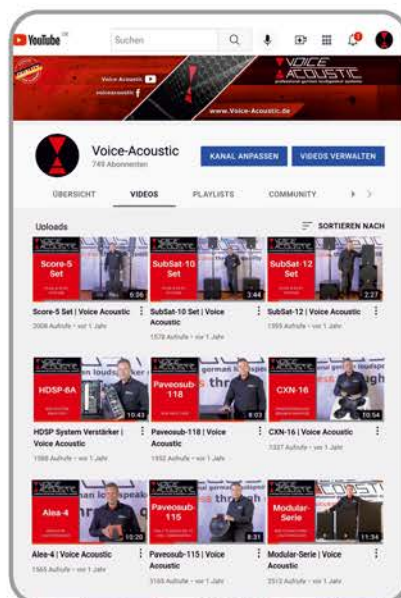 YouTube DE
Suchen
Voice Acoustic
voiceacoustic
VOICE
ACOUSTIC
professional german loudspeaker systems
www.Voice-Acoustic.de
Voice-Acoustic
749 Abonnenten
KANAL ANPASSEN
VIDEOS VERWALTEN
ÜBERSICHT VIDEOS PLAYLISTS COMMUNITY
Uploads
SORTIEREN NACH
Score-5
Set
6:06
SubSat-10
Set
3:44
SubSat-12
Set
2:27
Score-5 Set | Voice Acoustic
2008 Aufrufe • vor 1 Jahr
SubSat-10 Set | Voice
Acoustic
1578 Aufrufe • vor 1 Jahr
SubSat-12 | Voice Acoustic
1555 Aufrufe • vor 1 Jahr
HDSP-6A
10:43
Paveosub-
118
8:03
CXN-16
10:54
HDSP System Verstärker |
Voice Acoustic
1588 Aufrufe • vor 1 Jahr
Paveosub-118 | Voice
Acoustic
1952 Aufrufe • vor 1 Jahr
CXN-16 | Voice Acoustic
1327 Aufrufe • vor 1 Jahr
Alea-4
10:20
Paveosub-
115
8:31
Modular-
Serie
11:34
Alea-4 | Voice Acoustic
1565 Aufrufe • vor 1 Jahr
Paveosub-115 | Voice
Acoustic
3165 Aufrufe • vor 1 Jahr
Modular-Serie | Voice
Acoustic
2512 Aufrufe • vor 1 Jahr